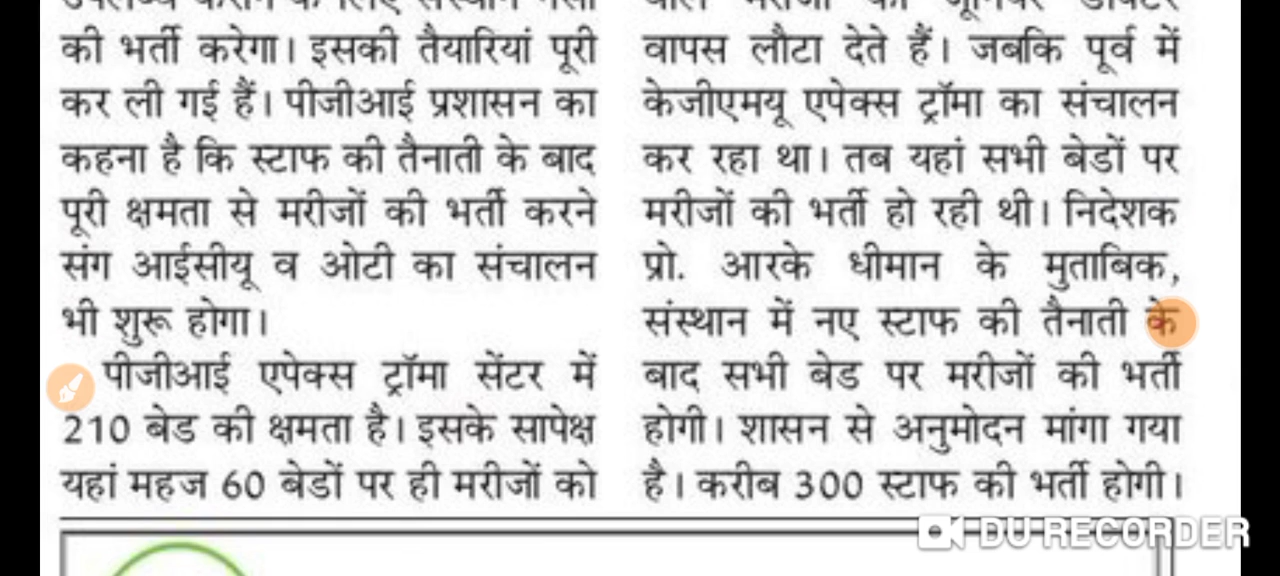 की भर्ती करेगा। इसकी तैयारियां पूरी
कर ली गई हैं। पीजीआई प्रशासन का
कहना है कि स्टाफ की तैनाती के बाद
पूरी क्षमता से मरीजों की भर्ती करने
संग आईसीयू व ओटी का संचालन
भी शुरू होगा।
पीजीआई एपेक्स ट्रॉमा सेंटर में
210 बेड की क्षमता है। इसके सापेक्ष
यहां महज 60 बेडों पर ही मरीजों को
वापस लौटा देते हैं। जबकि पूर्व में
केजीएमयू एपेक्स ट्रॉमा का संचालन
कर रहा था। तब यहां सभी बेडों पर
मरीजों की भर्ती हो रही थी। निदेशक
प्रो. आरके धीमान के मुताबिक,
संस्थान में नए स्टाफ की तैनाती के
बाद सभी बेड पर मरीजों की भर्ती
होगी। शासन से अनुमोदन मांगा गया
है। करीब 300 स्टाफ की भर्ती होगी।
DU RECORDER